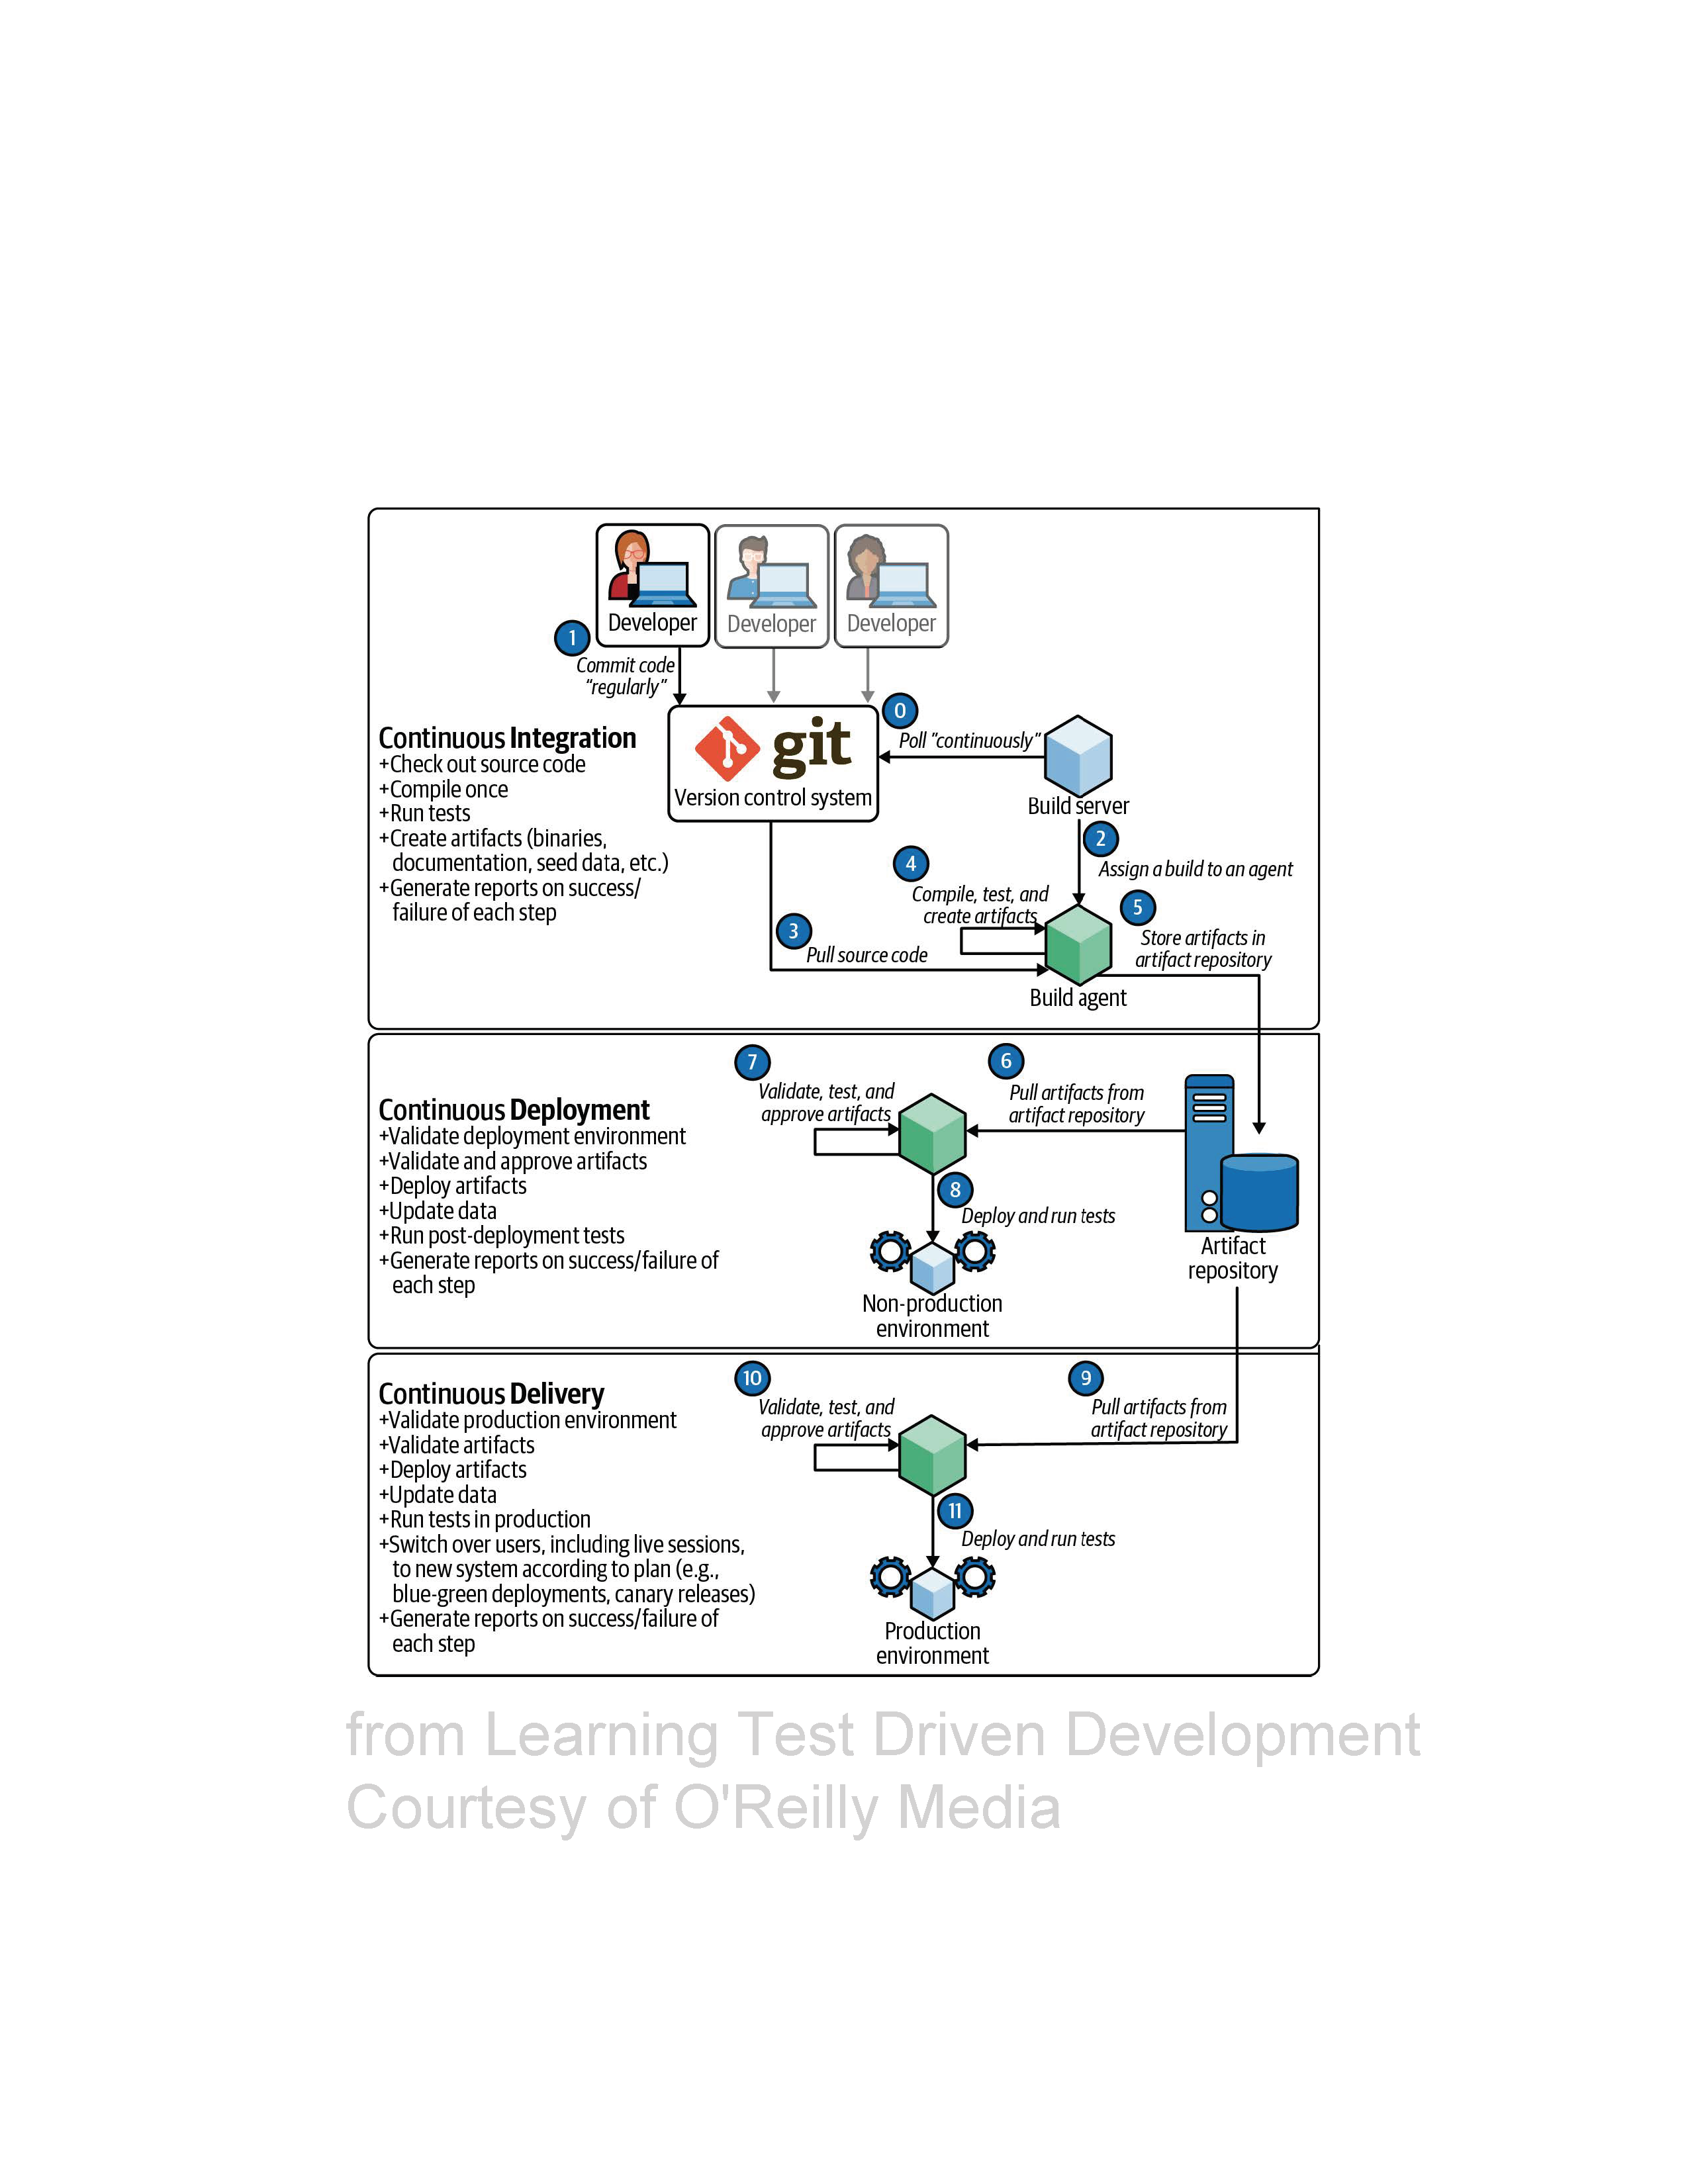 Developer
Developer
Developer
1
Commit code
“regularly”
0
Poll "continuously"
git
Version control system
Build server
Continuous Integration
+Check out source code
+Compile once
+Run tests
+Create artifacts (binaries,
documentation, seed data, etc.)
+Generate reports on success/
failure of each step
2
Assign a build to an agent
4
Compile, test, and
create artifacts
5
Store artifacts in
artifact repository
3
Pull source code
Build agent
7
Validate, test, and
approve artifacts
6
Pull artifacts from
artifact repository
Continuous Deployment
+Validate deployment environment
+Validate and approve artifacts
+Deploy artifacts
+Update data
+Run post-deployment tests
+Generate reports on success/failure of
each step
8
Deploy and run tests
Artifact
repository
Non-production
environment
10
Validate, test, and
approve artifacts
9
Pull artifacts from
artifact repository
Continuous Delivery
+Validate production environment
+Validate artifacts
+Deploy artifacts
+Update data
+Run tests in production
+Switch over users, including live sessions,
to new system according to plan (e.g.,
blue-green deployments, canary releases)
+Generate reports on success/failure of
each step
11
Deploy and run tests
Production
environment
from Learning Test Driven Development
Courtesy of O'Reilly Media